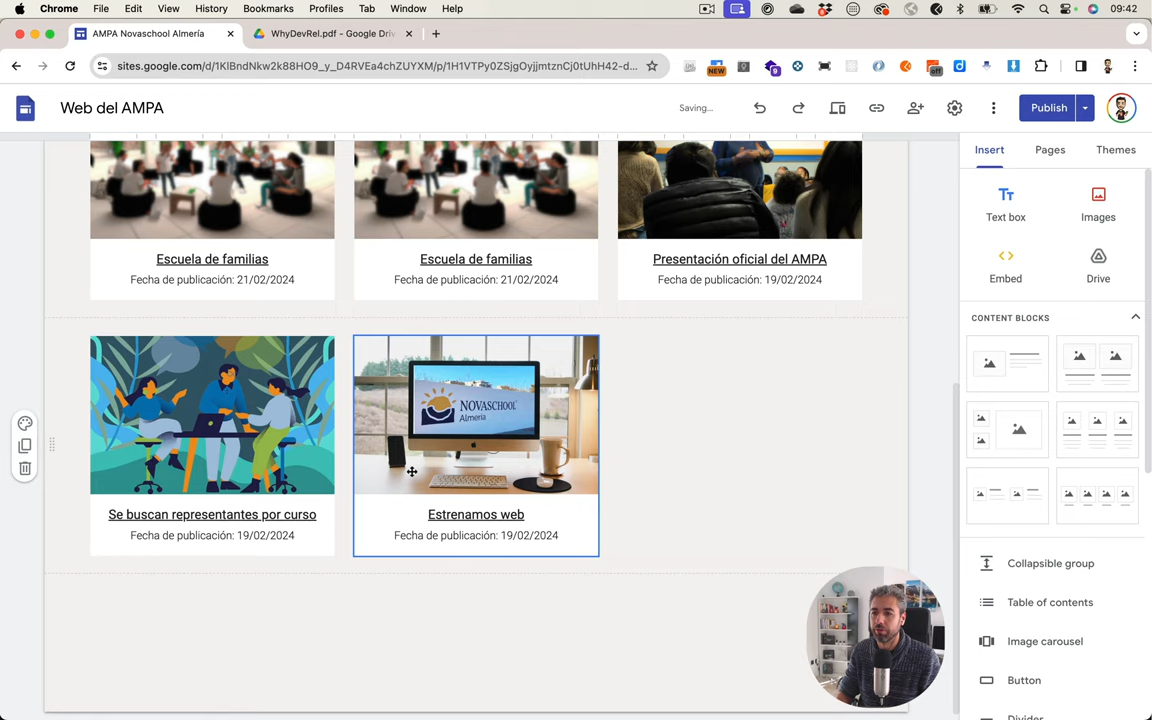 Chrome File Edit View History Bookmarks Profiles Tab Window Help 09:42
AMPA Novaschool Almería
WhyDevRel.pdf - Google Driv
sites.google.com/d/1KlBndNkw2k88HO9_y_D4RVEa4chZUYXM/p/1H1VTPy0ZSjgOyjjmtznCj0tUhH42-d...
NEW
9
off
Web del AMPA
Saving...
Publish
Insert
Pages
Themes
Tt
Text box
Images
Embed
Drive
CONTENT BLOCKS
Escuela de familias
Fecha de publicación: 21/02/2024
Escuela de familias
Fecha de publicación: 21/02/2024
Presentación oficial del AMPA
Fecha de publicación: 19/02/2024
NOVASCHOOL
Almería
Se buscan representantes por curso
Fecha de publicación: 19/02/2024
Estrenamos web
Fecha de publicación: 19/02/2024
Collapsible group
Table of contents
Image carousel
Button
Divider